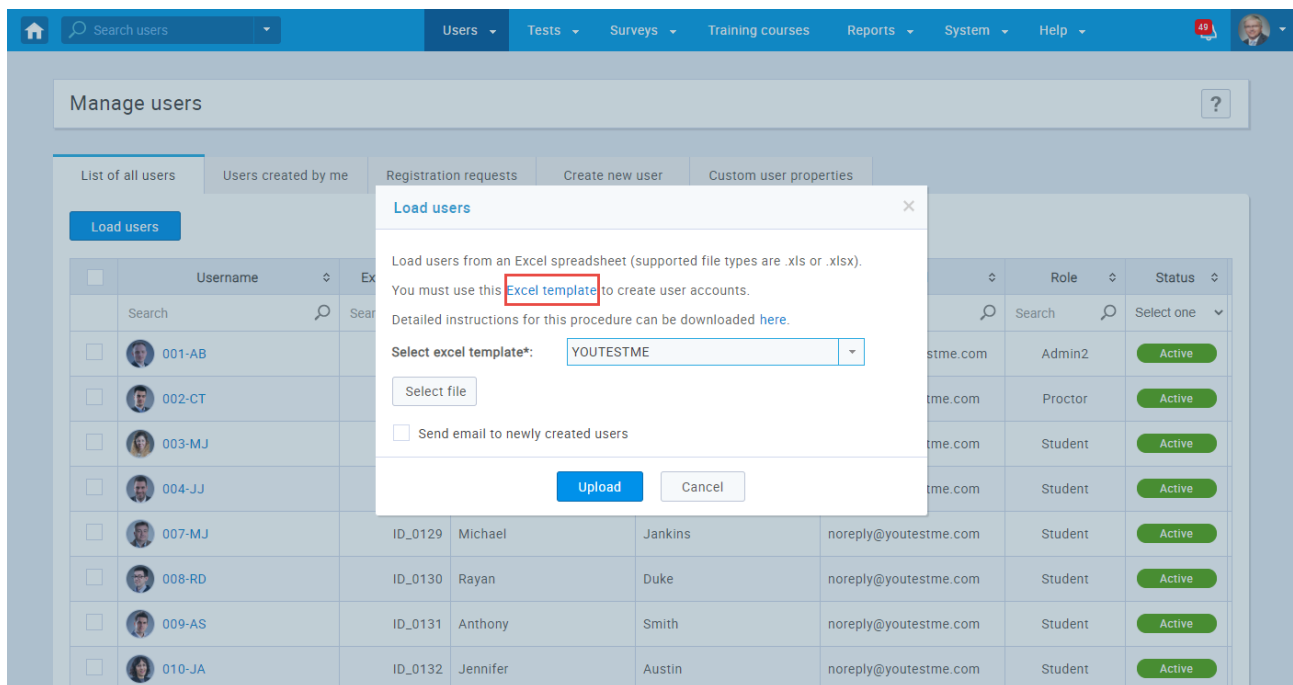 Search users
Users Tests Surveys Training courses Reports System Help 49
Manage users ?
List of all users Users created by me Registration requests Create new user Custom user properties
Load users
Load users ×
Load users from an Excel spreadsheet (supported file types are .xls or .xlsx).
You must use this Excel template to create user accounts.
Detailed instructions for this procedure can be downloaded here.
Select excel template*: YOUTESTME
Select file
Send email to newly created users
Upload Cancel
Username Ex Role Status
Search Sear Search Select one
001-AB stme.com Admin2 Active
002-CT tme.com Proctor Active
003-MJ tme.com Student Active
004-JJ tme.com Student Active
007-MJ ID_0129 Michael Jankins noreply@youtestme.com Student Active
008-RD ID_0130 Rayan Duke noreply@youtestme.com Student Active
009-AS ID_0131 Anthony Smith noreply@youtestme.com Student Active
010-JA ID_0132 Jennifer Austin noreply@youtestme.com Student Active